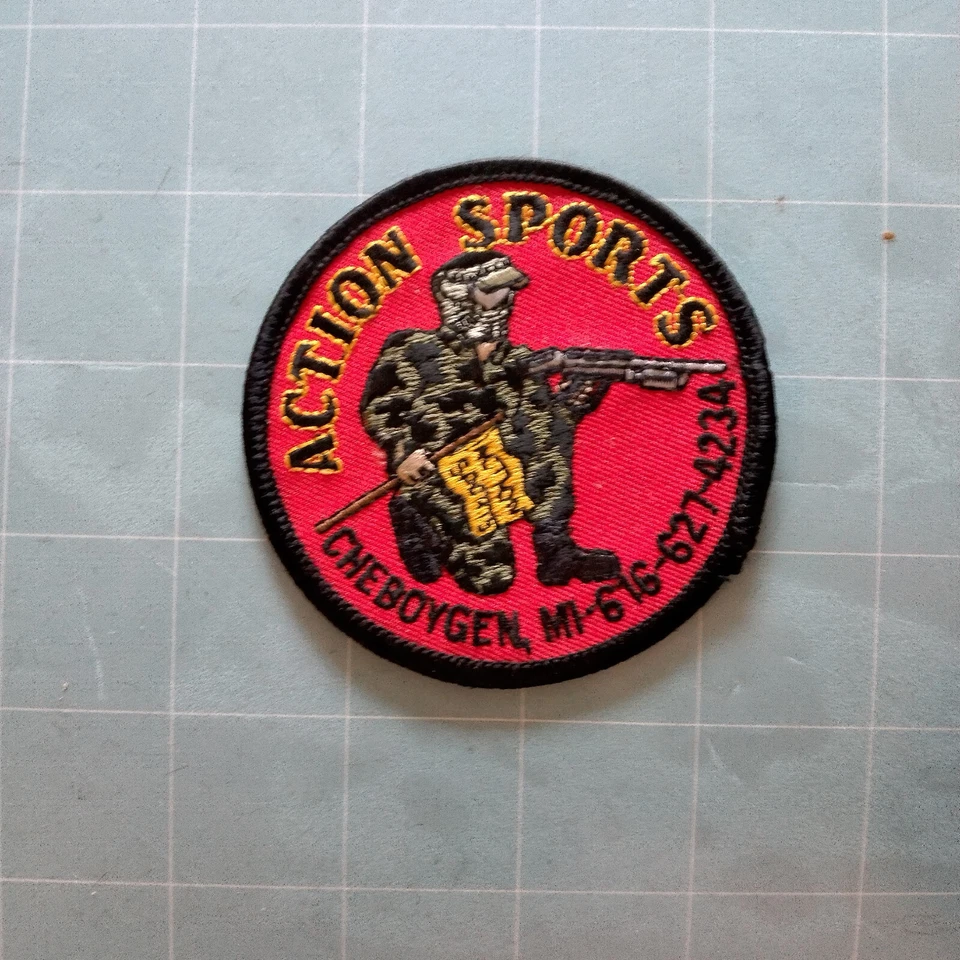 ACTION SPORTS
CHEBOYGEN, MI-616-627-4234